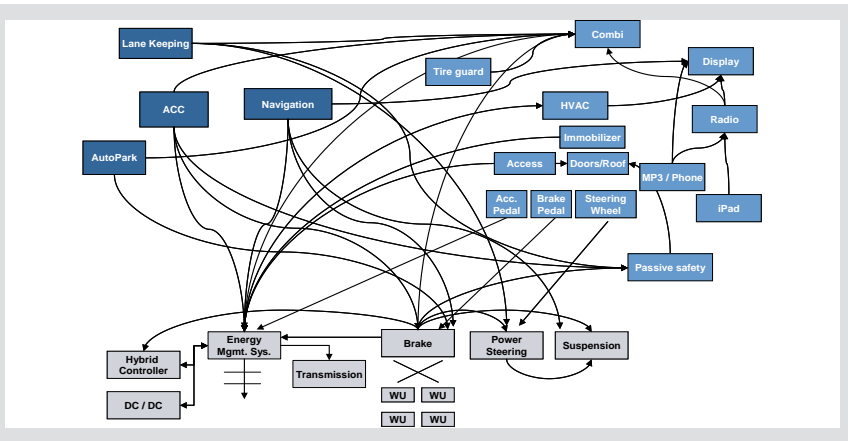 Combi
Lane Keeping
Display
Tire guard
HVAC
Navigation
ACC
Radio
Immobilizer
AutoPark
Access
Doors/Roof
MP3 / Phone
iPad
Acc.
Pedal
Brake
Pedal
Steering
Wheel
Passive safety
Energy
Mgmt. Sys.
Brake
Power
Steering
Suspension
Hybrid
Controller
Transmission
DC / DC
WU
WU
WU
WU